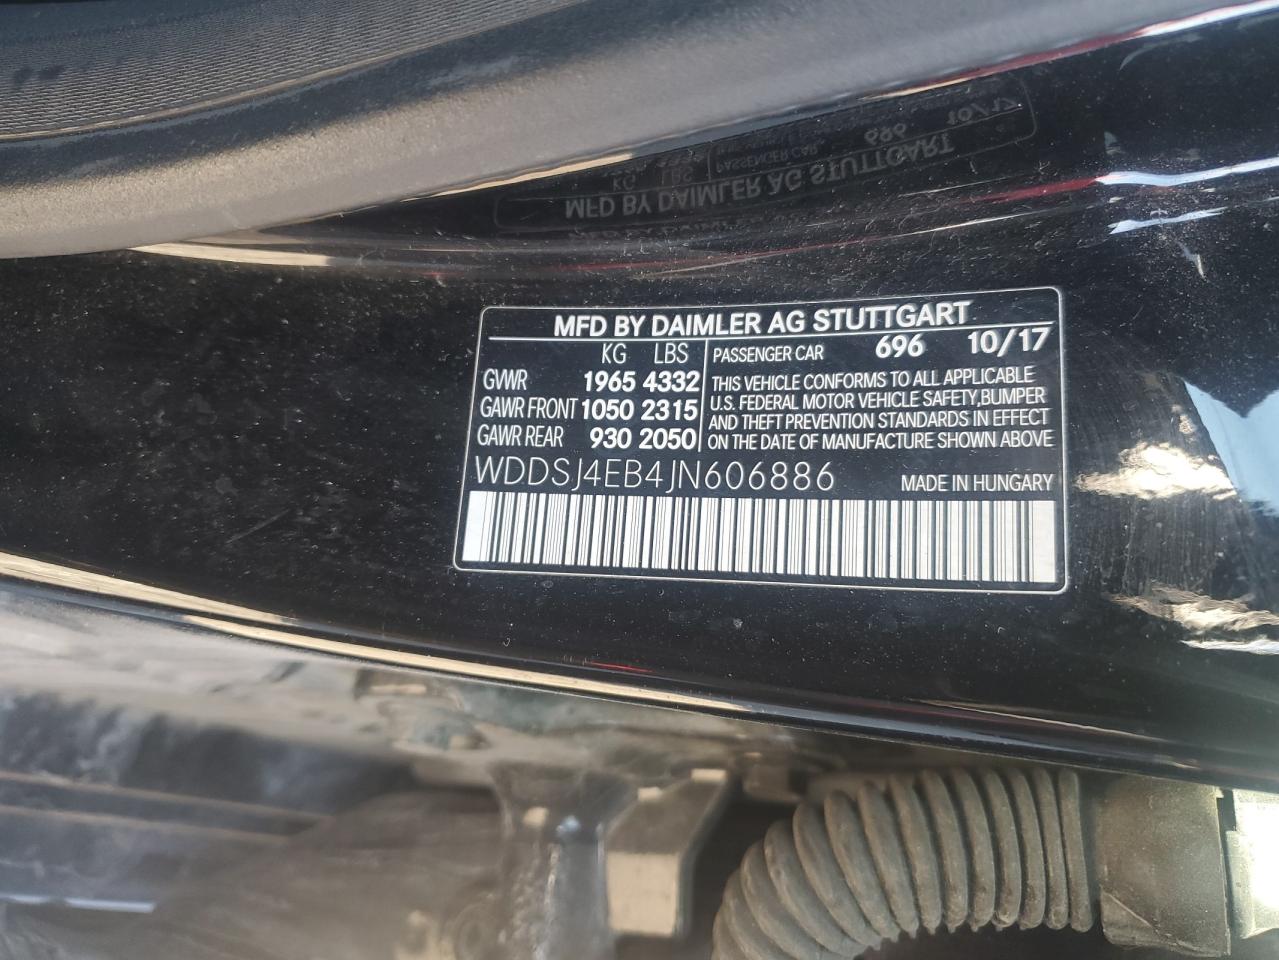 MFD BY DAIMLER AG STUTTGART
KG LBS
GVWR 1965 4332
GAWR FRONT 1050 2315
GAWR REAR 930 2050
PASSENGER CAR 696 10/17
THIS VEHICLE CONFORMS TO ALL APPLICABLE
U.S. FEDERAL MOTOR VEHICLE SAFETY,BUMPER
AND THEFT PREVENTION STANDARDS IN EFFECT
ON THE DATE OF MANUFACTURE SHOWN ABOVE
WDDSJ4EB4JN606886
MADE IN HUNGARY